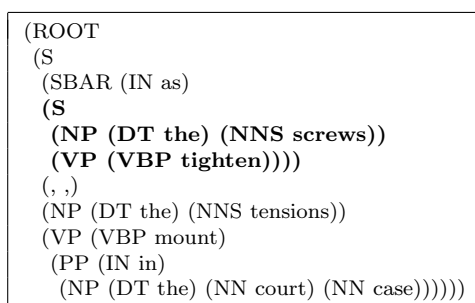 (ROOT
(S
(SBAR (IN as)
(S
(NP (DT the) (NNS screws))
(VP (VBP tighten))))
(, ,)
(NP (DT the) (NNS tensions))
(VP (VBP mount)
(PP (IN in)
(NP (DT the) (NN court) (NN case))))))